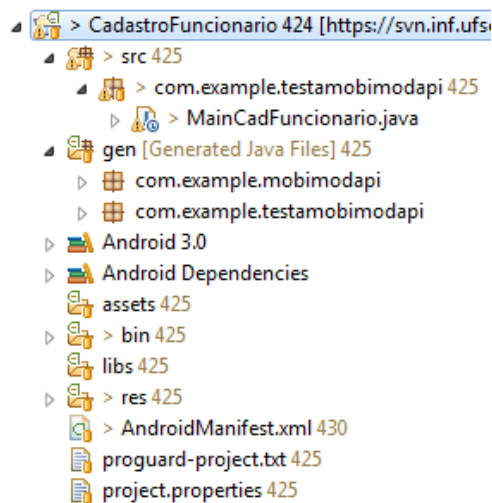 > CadastroFuncionario 424 [https://svn.inf.ufsc
> src 425
> com.example.testamobimodapi 425
> MainCadFuncionario.java
gen [Generated Java Files] 425
com.example.mobimodapi
com.example.testamobimodapi
Android 3.0
Android Dependencies
assets 425
> bin 425
libs 425
> res 425
> AndroidManifest.xml 430
proguard-project.txt 425
project.properties 425